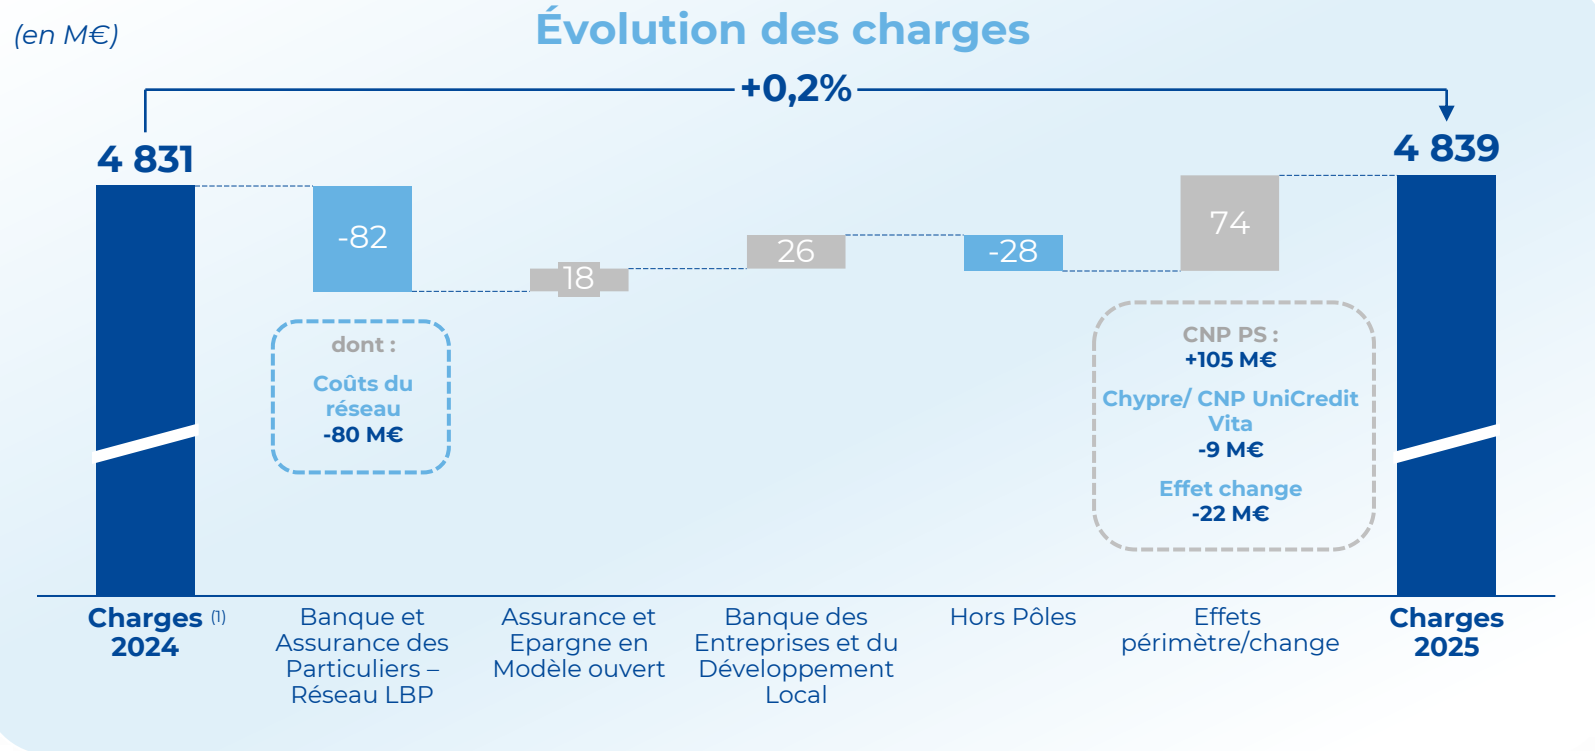 (en M€)
Évolution des charges
+0,2%
4 831
4 839
-82
18
26
-28
74
dont :
Coûts du
réseau
-80 M€
CNP PS :
+105 M€
Chypre/ CNP UniCredit
Vita
-9 M€
Effet change
-22 M€
Charges (1)
2024
Banque et
Assurance des
Particuliers –
Réseau LBP
Assurance et
Epargne en
Modèle ouvert
Banque des
Entreprises et du
Développement
Local
Hors Pôles
Effets
périmètre/change
Charges
2025